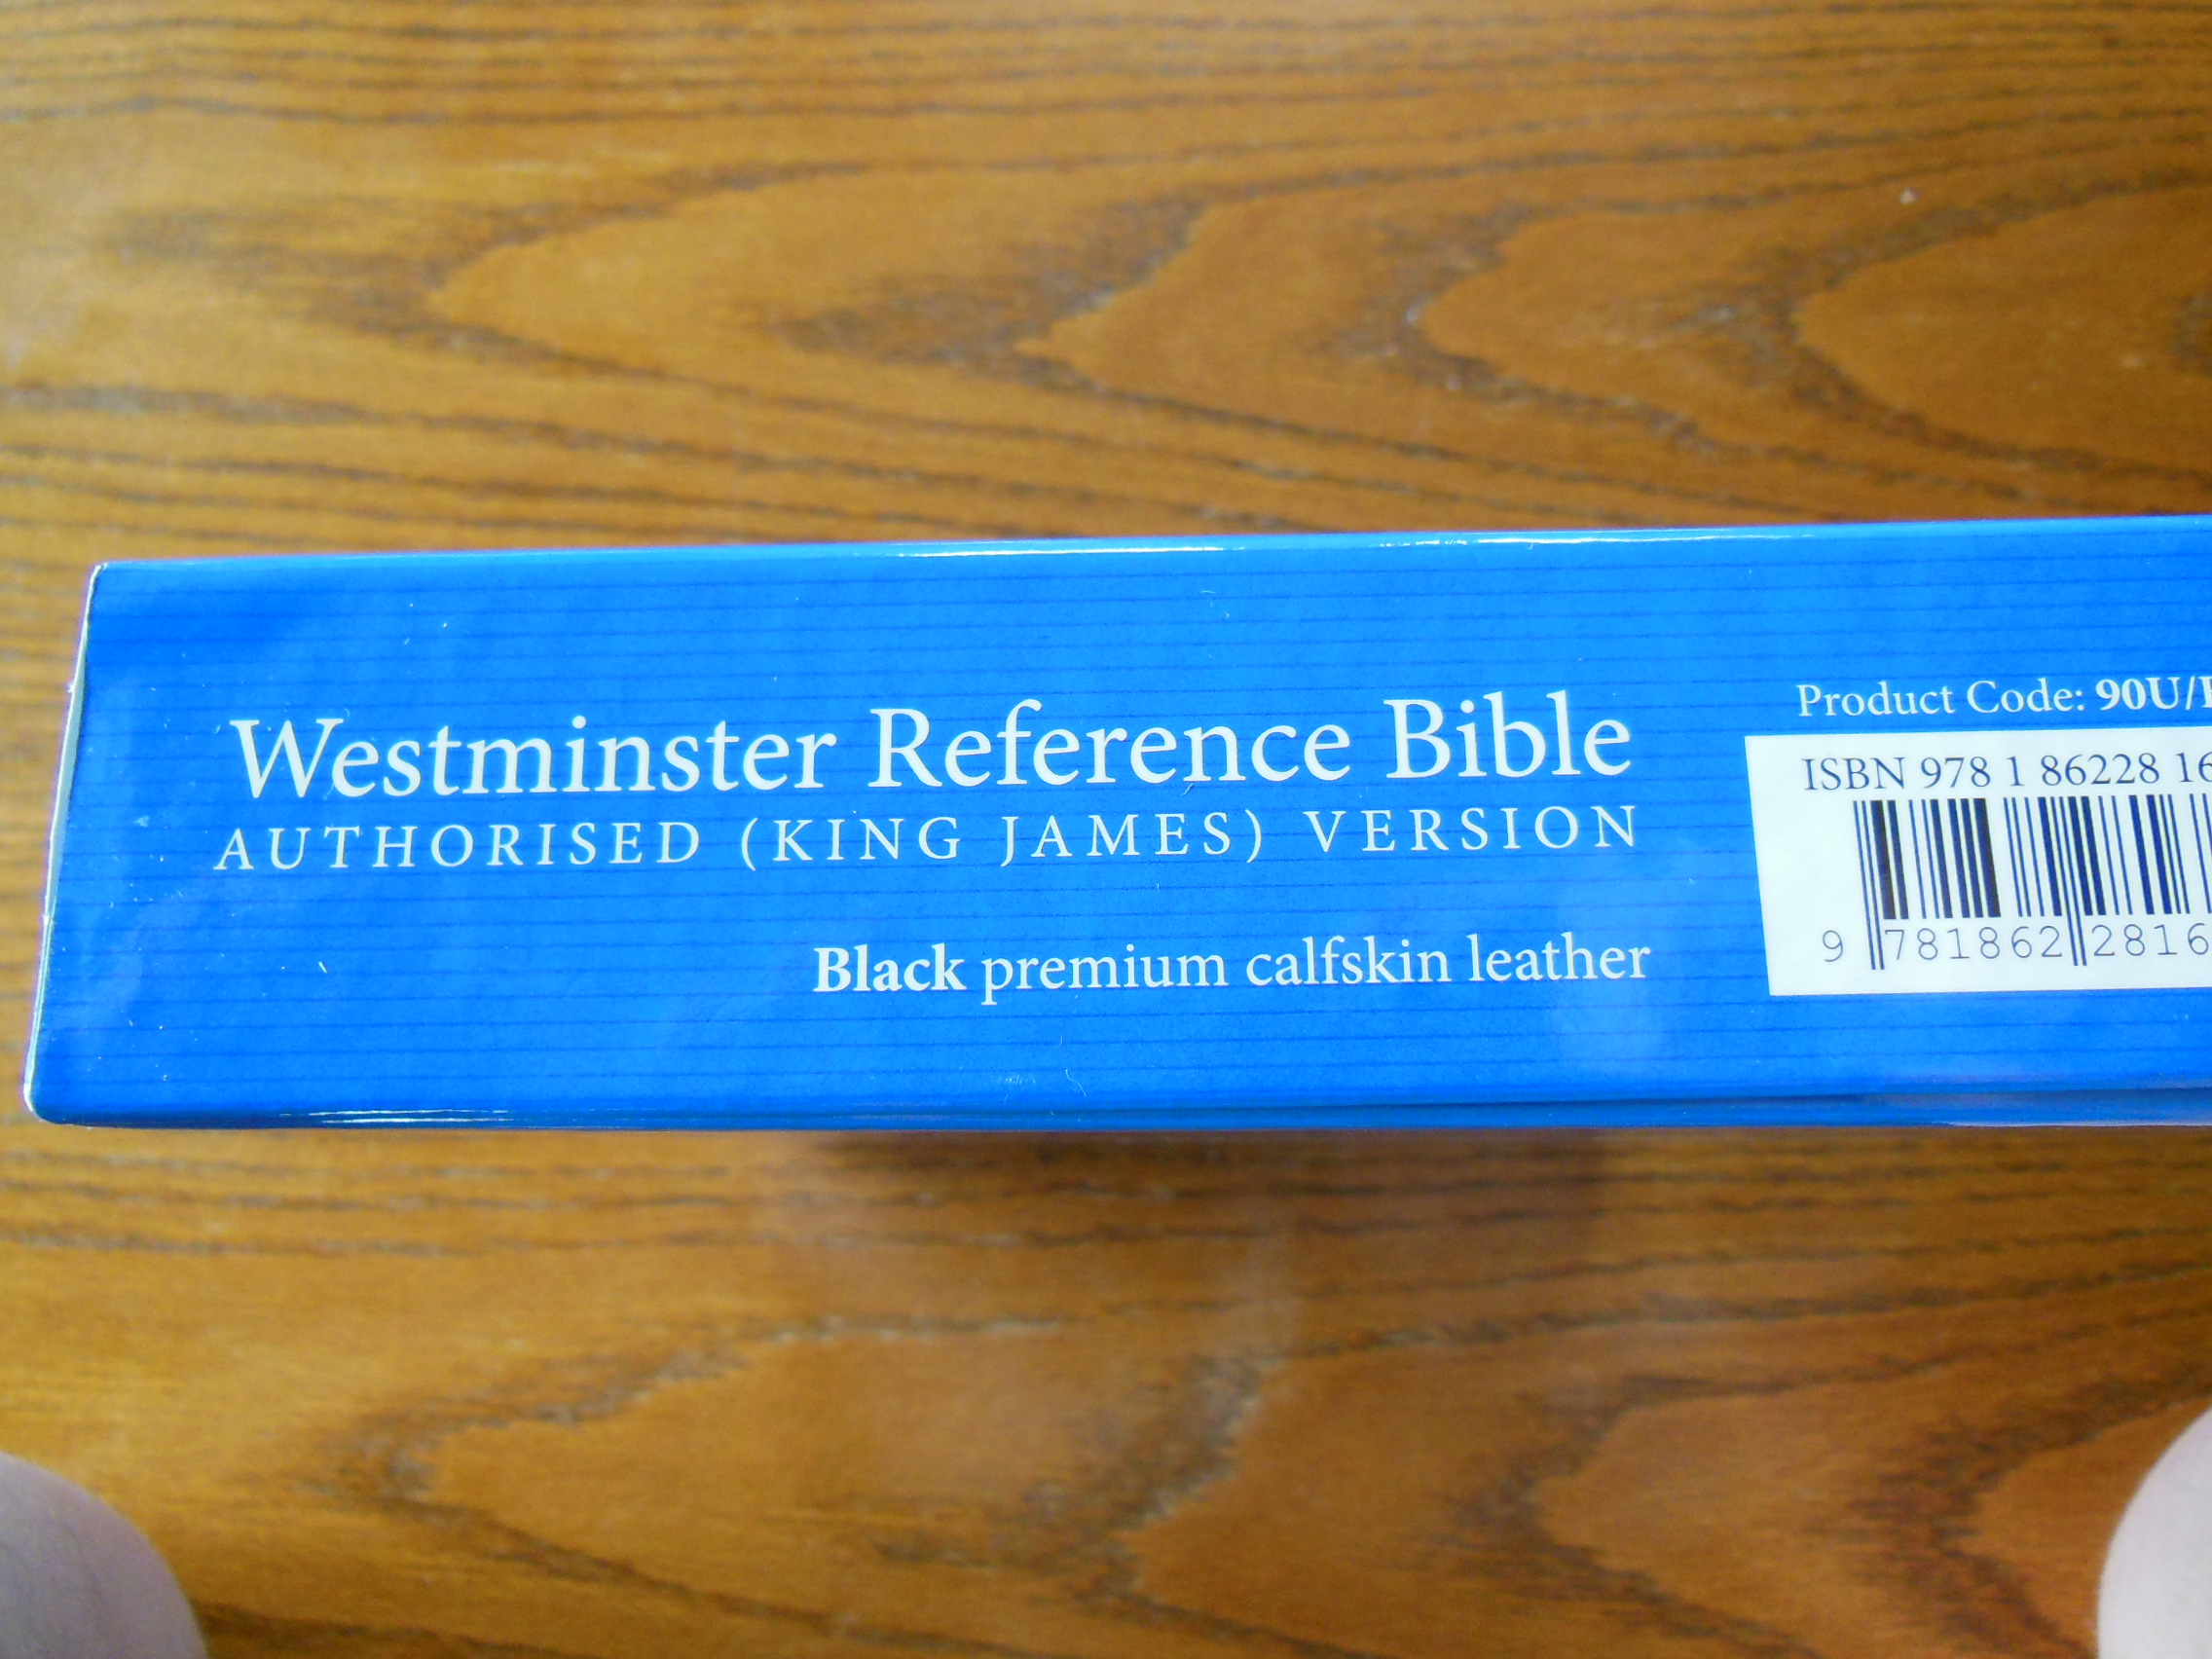 Westminster Reference Bible
AUTHORISED (KING JAMES) VERSION
Black premium calfskin leather
Product Code: 90U/
ISBN 978 1 86228 16
9 781862 2816